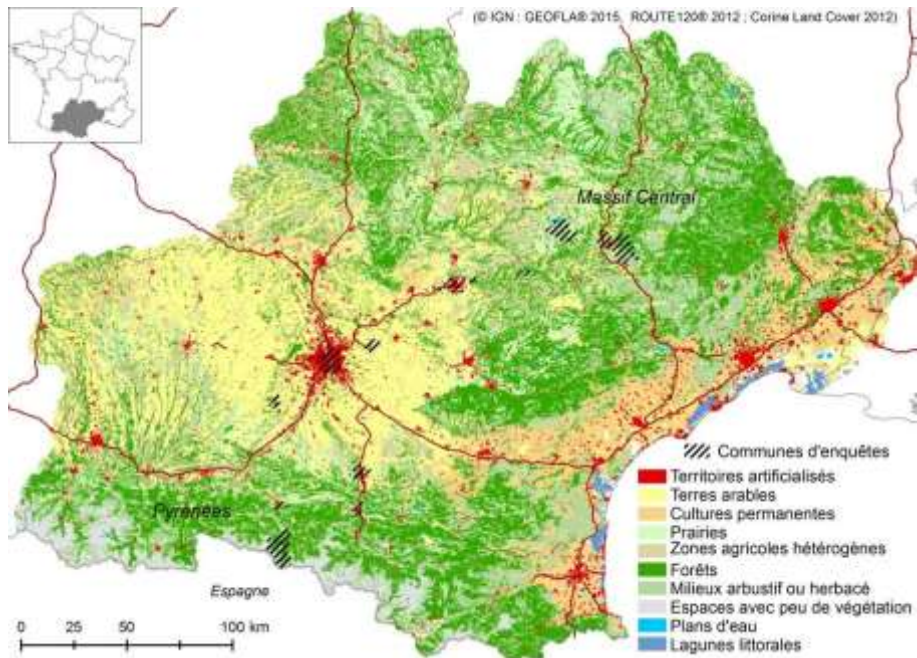 (© IGN : GEOFLA® 2015, ROUTE120® 2012 ; Corine Land Cover 2012)
Massif Central
Pyrénées
Espagne
0 25 50 100 km
Communes d'enquêtes
Territoires artificialisés
Terres arables
Cultures permanentes
Prairies
Zones agricoles hétérogènes
Forêts
Milieux arbustif ou herbacé
Espaces avec peu de végétation
Plans d'eau
Lagunes littorales